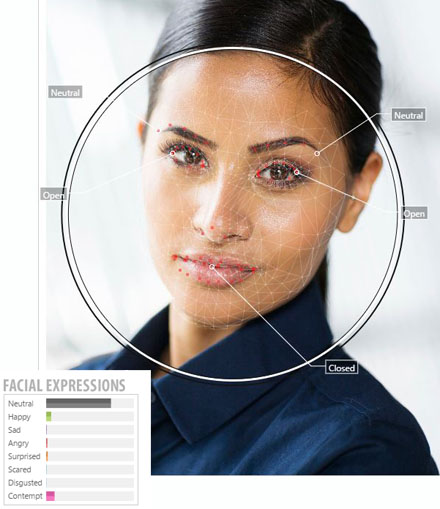 Neutral
Neutral
Open
Open
Closed
FACIAL EXPRESSIONS
Neutral
Happy
Sad
Angry
Surprised
Scared
Disgusted
Contempt